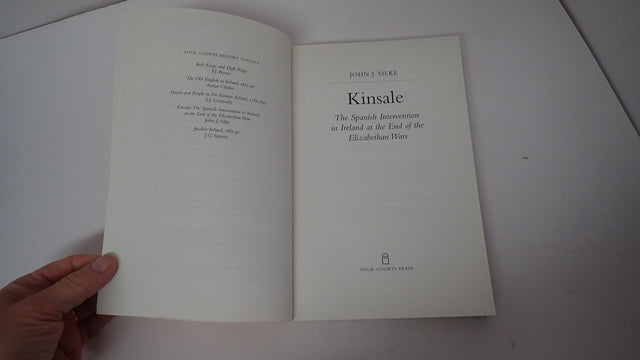 FOUR COURTS HISTORY CLASSICS
Irish Kings and High Kings
F.J. Byrne
The Old English in Ireland, 1625–42
Aidan Clarke
Priests and People in Pre-Famine Ireland, 1780–1845
S.J. Connolly
Kinsale: The Spanish Intervention in Ireland
at the End of the Elizabethan Wars
John J. Silke
Jacobite Ireland, 1685–91
J.G. Simms
JOHN J. SILKE
Kinsale
The Spanish Intervention
in Ireland at the End of the
Elizabethan Wars
FOUR COURTS PRESS